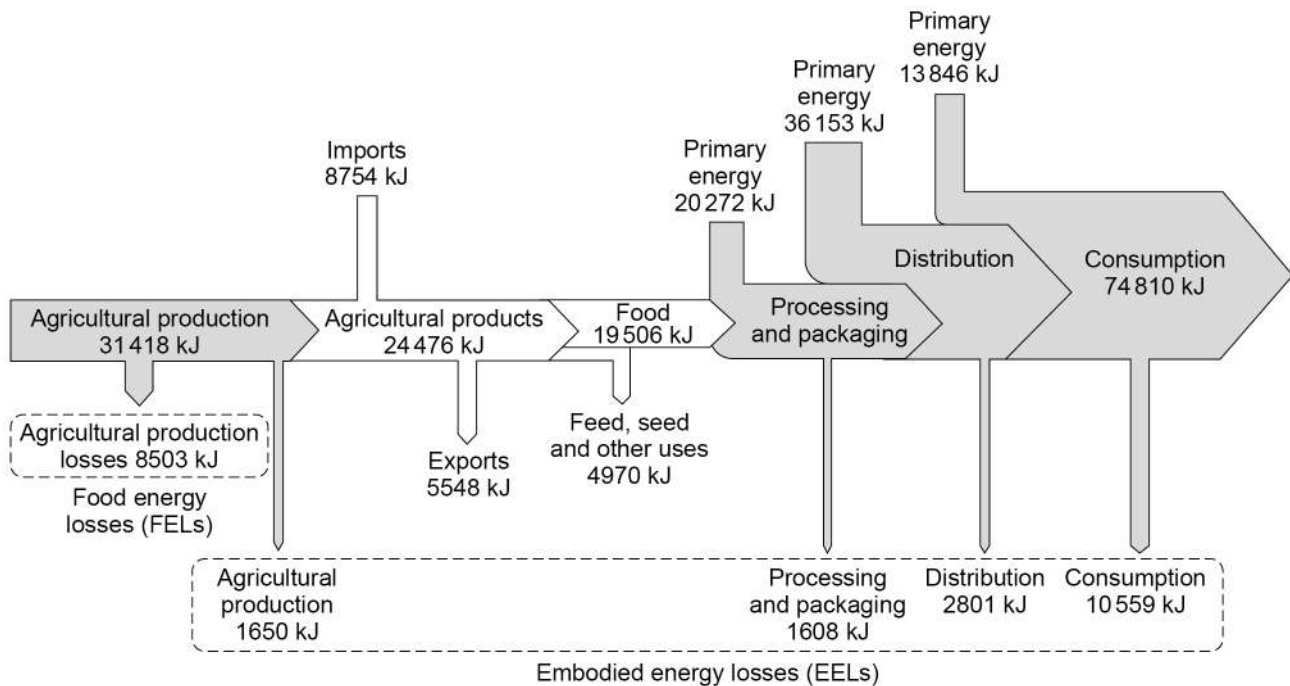 Primary
energy
13 846 kJ
Primary
energy
36 153 kJ
Imports
8754 kJ
Primary
energy
20 272 kJ
Distribution
Consumption
74 810 kJ
Agricultural production
31 418 kJ
Agricultural products
24 476 kJ
Food
19 506 kJ
Processing
and packaging
Agricultural production
losses 8503 kJ
Food energy
losses (FELs)
Exports
5548 kJ
Feed, seed
and other uses
4970 kJ
Agricultural
production
1650 kJ
Processing
and packaging
1608 kJ
Distribution
2801 kJ
Consumption
10 559 kJ
Embodied energy losses (EELs)